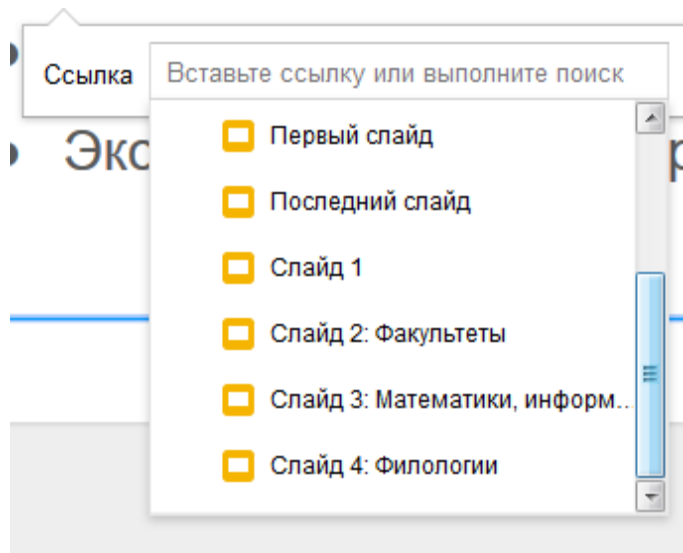 Ссылка Вставьте ссылку или выполните поиск
Первый слайд
Эко
Последний слайд
Слайд 1
Слайд 2: Факультеты
Слайд 3: Математики, информ...
Слайд 4: Филологии